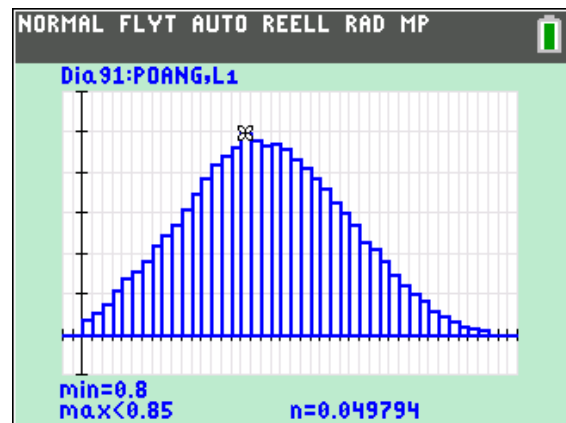 NORMAL FLYT AUTO REELL RAD MP
Dia91:POANG,L1
min=0.8
max<0.85 n=0.049794